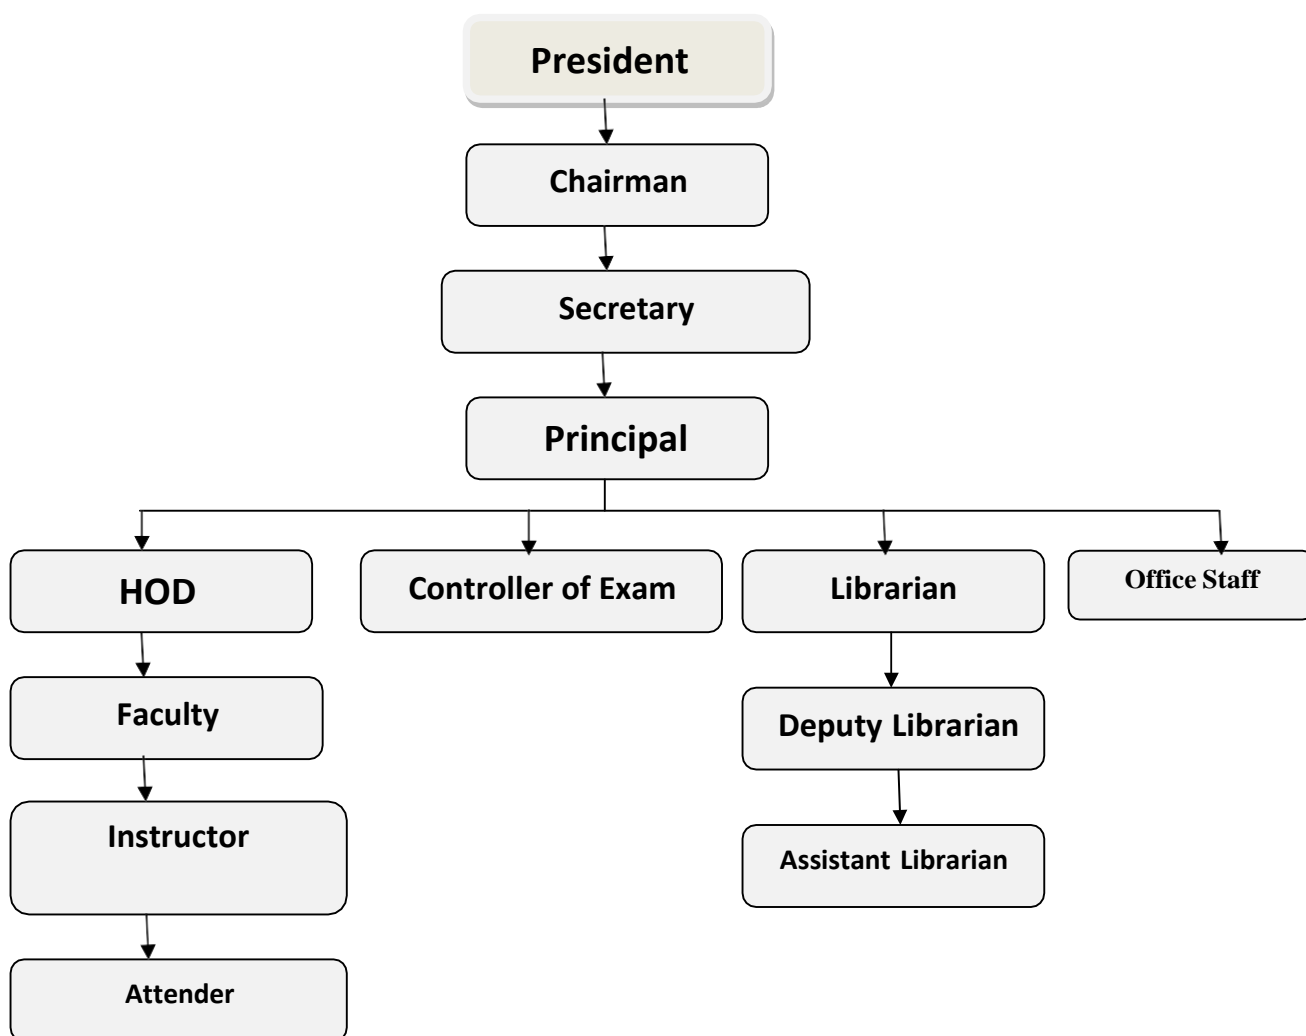 President
Chairman
Secretary
Principal
HOD
Controller of Exam
Librarian
Office Staff
Faculty
Deputy Librarian
Instructor
Assistant Librarian
Attender